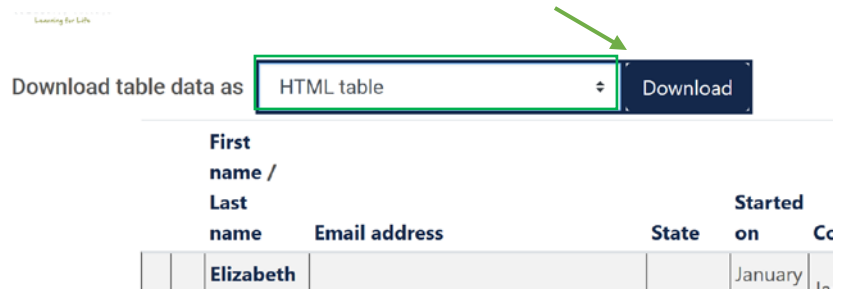 Learning for Life
Download table data as HTML table Download
First
name /
Last Started
name Email address State on Co
Elizabeth January